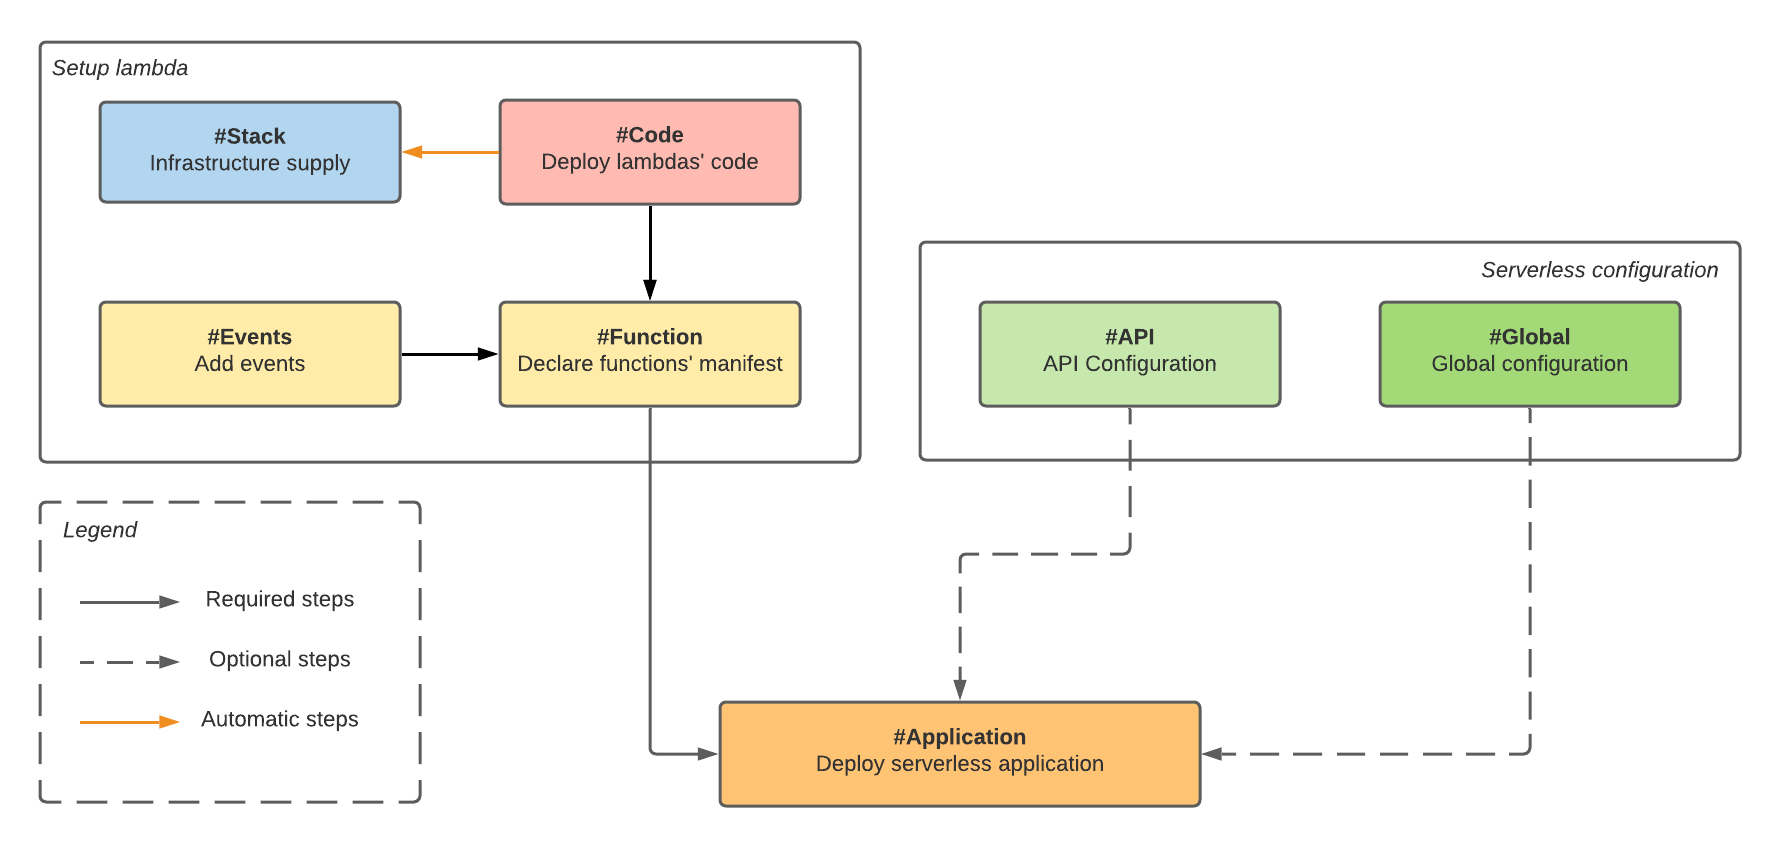 Setup lambda
#Stack
Infrastructure supply
#Code
Deploy lambdas' code
#Events
Add events
#Function
Declare functions' manifest
Serverless configuration
#API
API Configuration
#Global
Global configuration
Legend
Required steps
Optional steps
Automatic steps
#Application
Deploy serverless application